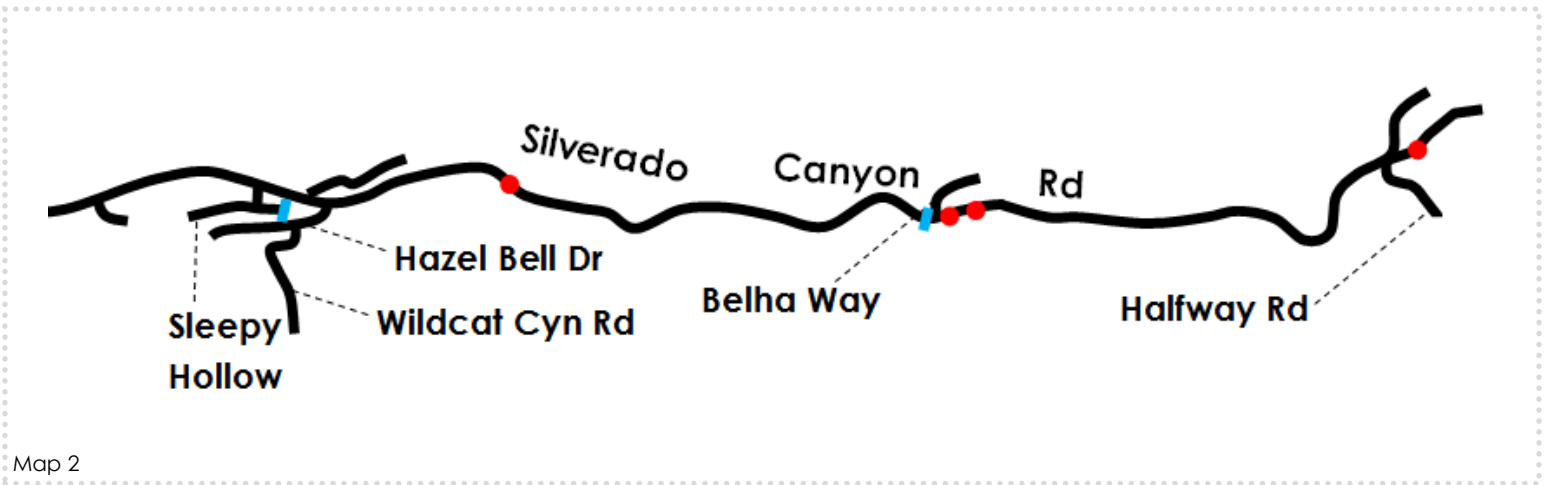 Silverado Canyon Rd
Hazel Bell Dr
Belha Way
Halfway Rd
Sleepy
Hollow
Wildcat Cyn Rd
Map 2